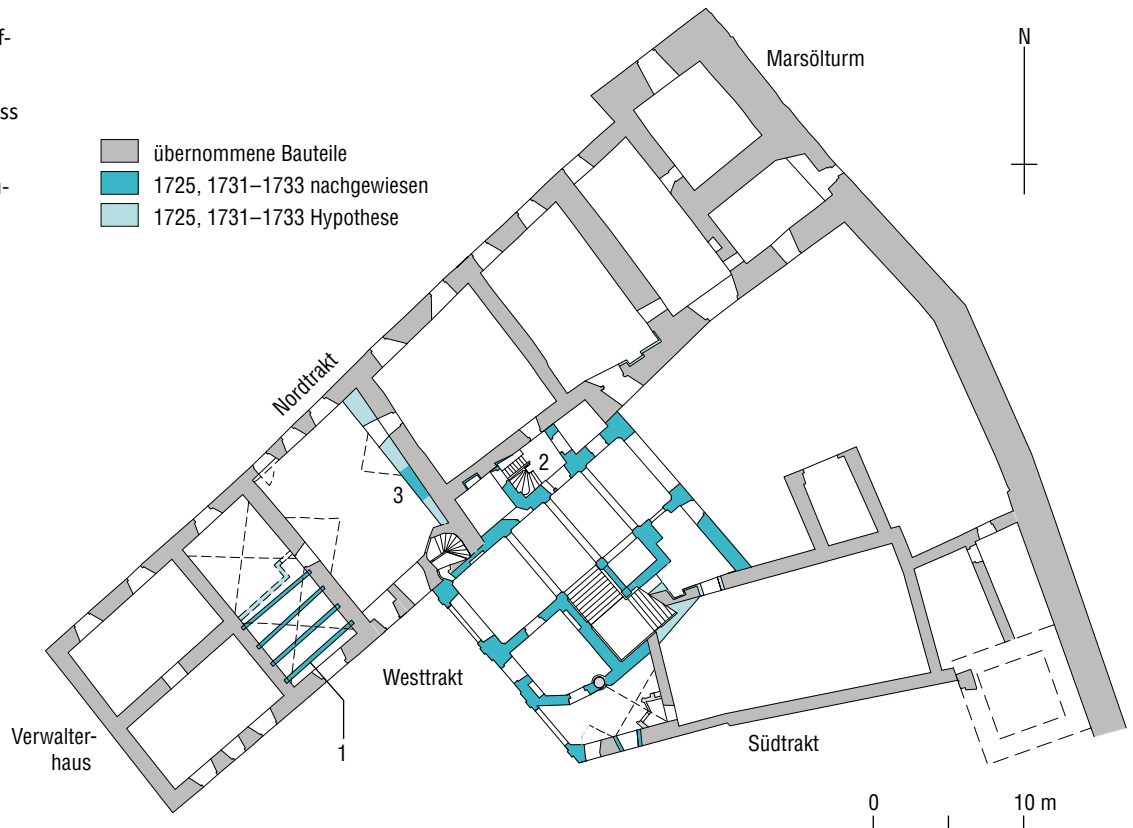 f-
ss
-
N
Marsölturm
übernommene Bauteile
1725, 1731–1733 nachgewiesen
1725, 1731–1733 Hypothese
Nordtrakt
2
3
Westtrakt
Verwalter-
haus
1
Südtrakt
0 10 m